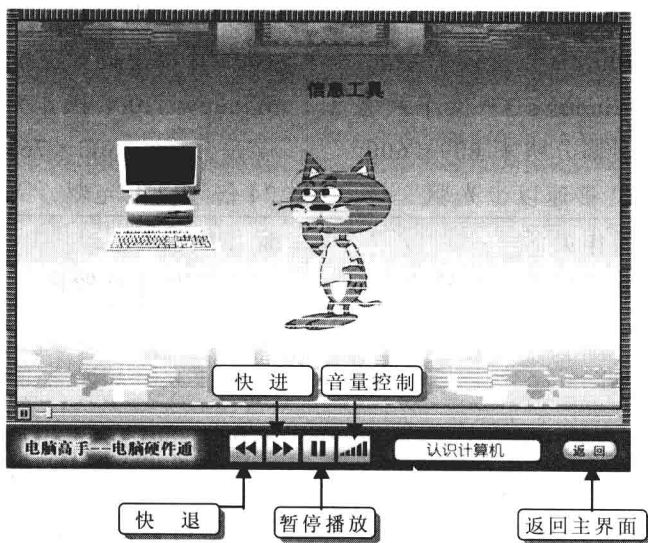 信息工具
快 进
音量控制
电脑高手--电脑硬件通
认识计算机
返回
快 退
暂停播放
返回主界面